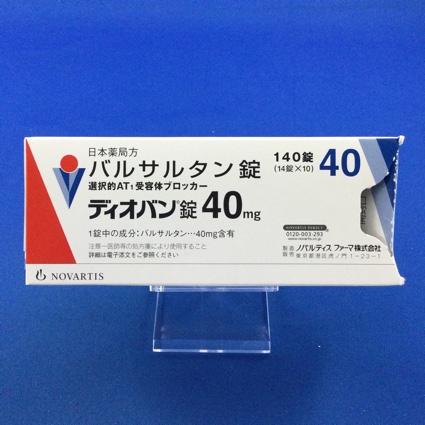 日本薬局方
バルサルタン錠
選択的AT1受容体ブロッカー
140錠
(14錠×10)
40
ディオバン錠40mg
1錠中の成分：バルサルタン…40mg含有
注意−医師等の処方箋により使用すること
詳細は電子添文をご参照ください
NOVARTIS DIRECT
0120-003-293
www.novartis.co.jp
製造販売 ノバルティス ファーマ株式会社
東京都港区虎ノ門1-23-1
NOVARTIS